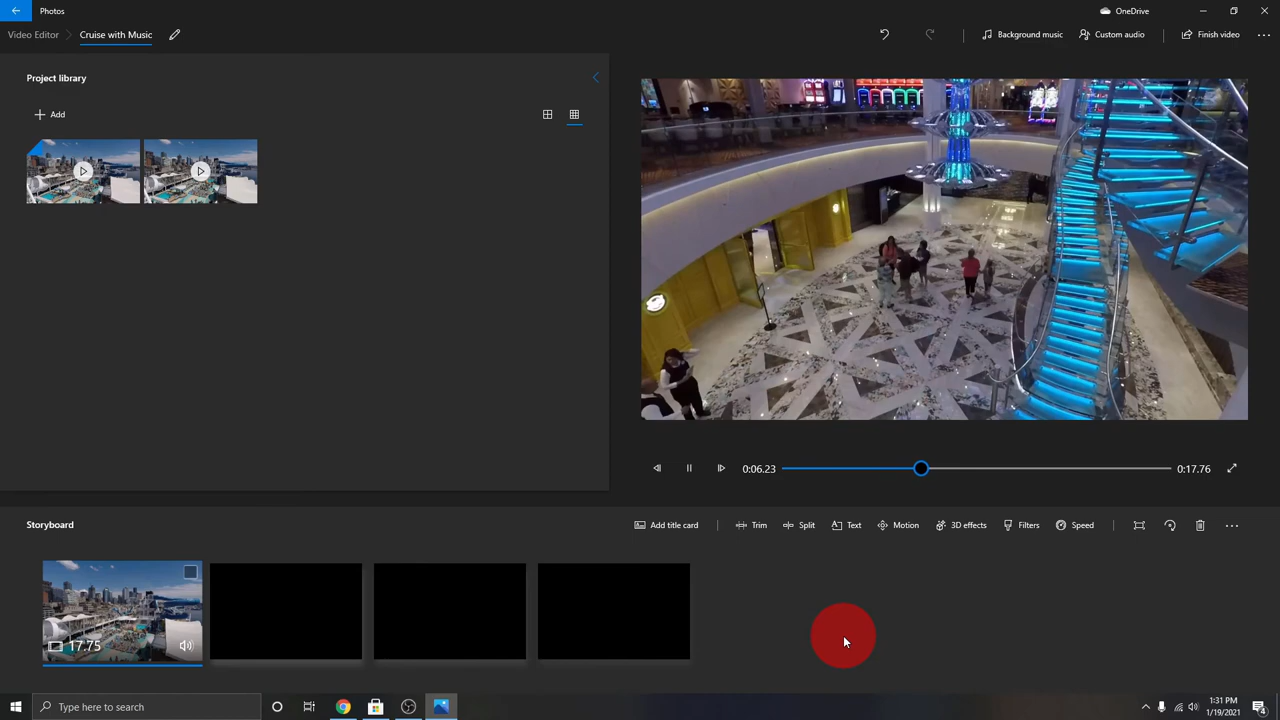 Photos
OneDrive
Video Editor
Cruise with Music
Background music
Custom audio
Finish video
Project library
Add
0:06.23
0:17.76
Storyboard
Add title card
Trim
Split
Text
Motion
3D effects
Filters
Speed
17.75
Type here to search
1:31 PM
1/19/2021
4